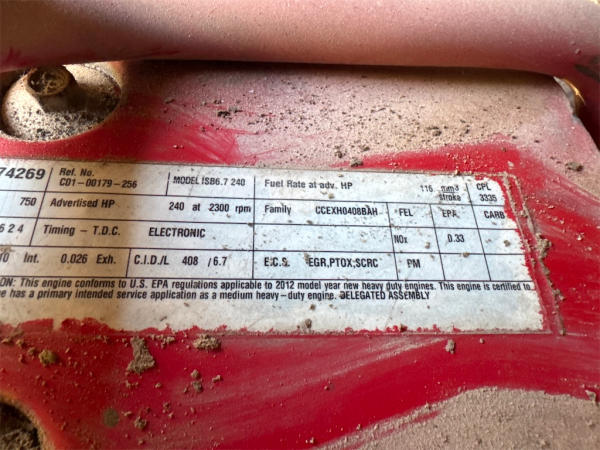 74269 Ref. No. C01-00179-256 MODEL ISB6.7 240 Fuel Rate at adv. HP 116 mm3 stroke CPL 3335
750 Advertised HP 240 at 2300 rpm Family CCEXH0408BAH FEL EPA CARB
6 2 4 Timing - T.D.C. ELECTRONIC NOx 0.33
10 Int. 0.026 Exh. C.I.D./L 408 / 6.7 E.C.S. EGR,PTOX,SCRC PM
ON: This engine conforms to U.S. EPA regulations applicable to 2012 model year new heavy duty engines. This engine is certified to
ne has a primary intended service application as a medium heavy-duty engine. DELEGATED ASSEMBLY